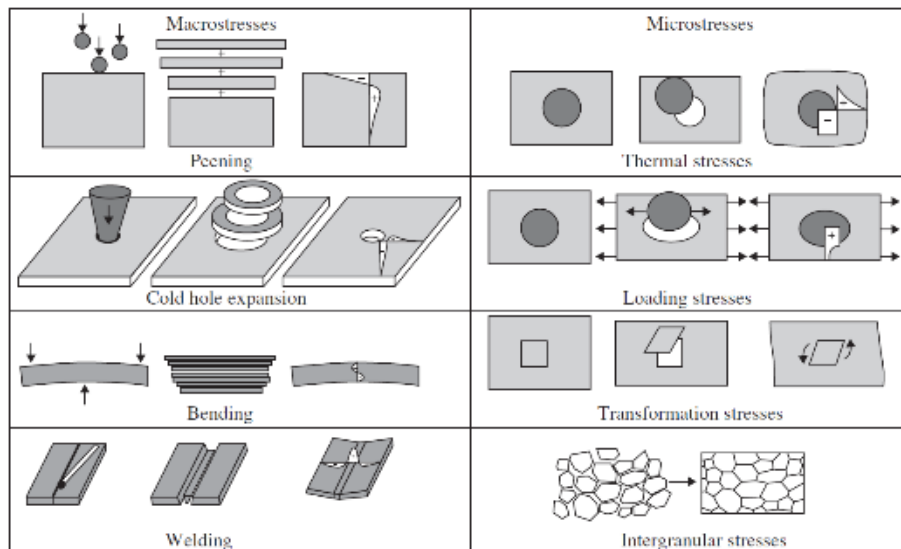 Macrostresses
Microstresses
Peening
Thermal stresses
Cold hole expansion
Loading stresses
Bending
Transformation stresses
Welding
Intergranular stresses